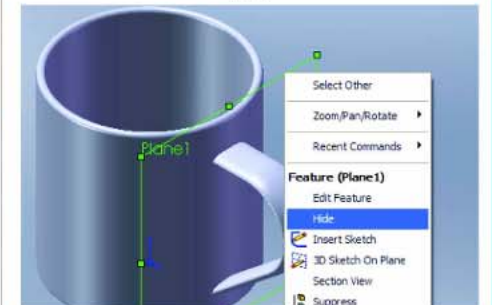 Plane1
Select Other
Zoom/Pan/Rotate
Recent Commands
Feature (Plane1)
Edit Feature
Hide
Insert Sketch
3D Sketch On Plane
Section View
Suppress